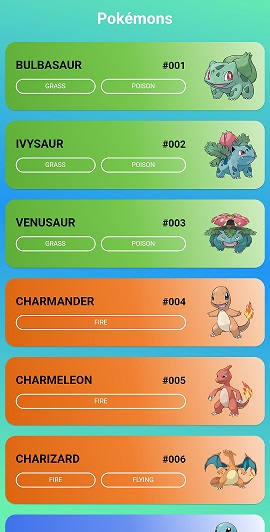 Pokémons
BULBASAUR #001
GRASS POISON
IVYSAUR #002
GRASS POISON
VENUSAUR #003
GRASS POISON
CHARMANDER #004
FIRE
CHARMELEON #005
FIRE
CHARIZARD #006
FIRE FLYING